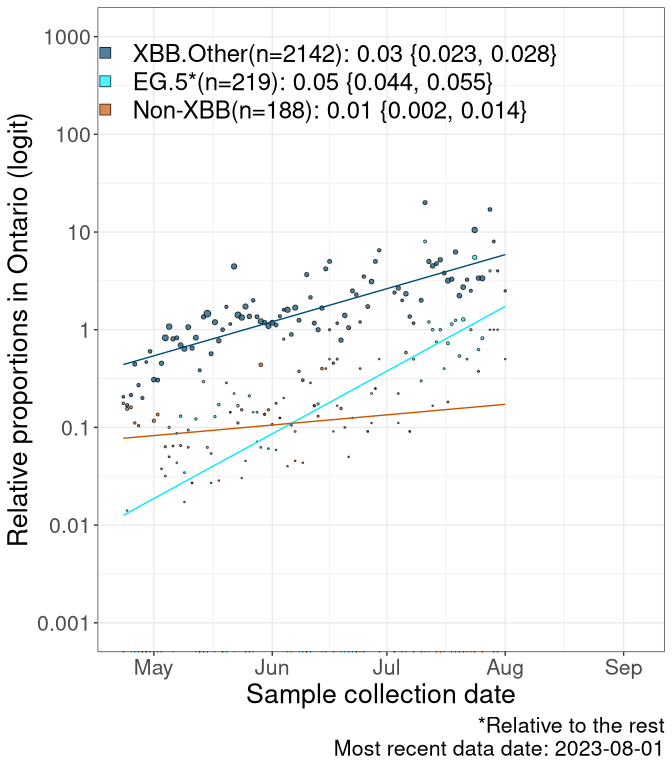 1000
100
10
1
0.1
0.01
0.001
Relative proportions in Ontario (logit)
XBB.Other(n=2142): 0.03 {0.023, 0.028}
EG.5*(n=219): 0.05 {0.044, 0.055}
Non-XBB(n=188): 0.01 {0.002, 0.014}
May Jun Jul Aug Sep
Sample collection date
*Relative to the rest
Most recent data date: 2023-08-01